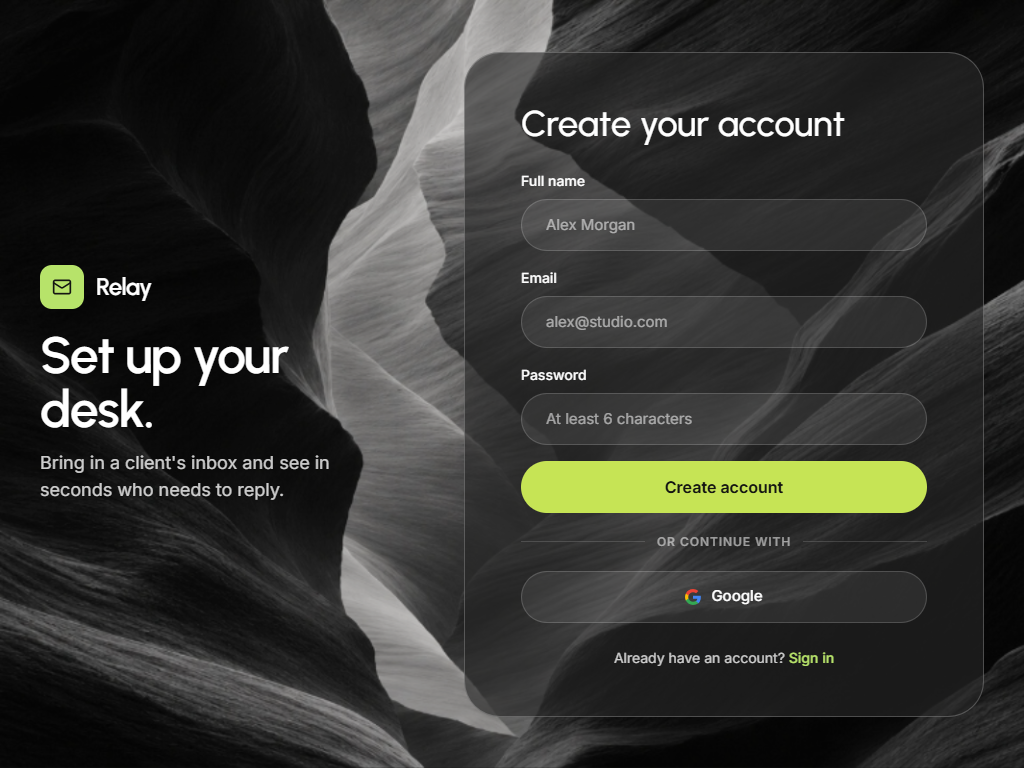 Relay
Set up your
desk.
Bring in a client's inbox and see in
seconds who needs to reply.
Create your account
Full name
Alex Morgan
Email
alex@studio.com
Password
At least 6 characters
Create account
OR CONTINUE WITH
Google
Already have an account? Sign in